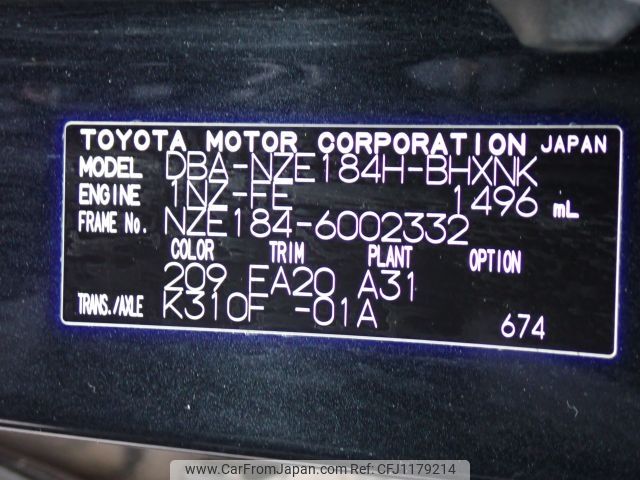 TOYOTA MOTOR CORPORATION JAPAN
MODEL DBA-NZE184H-BHXNK
ENGINE 1NZ-FE 1496 mL
FRAME No. NZE184-6002332
COLOR TRIM PLANT OPTION
209 EA20 A31
TRANS./AXLE K310F -01A 674
www.CarFromJapan.com Ref:CFJ1179214